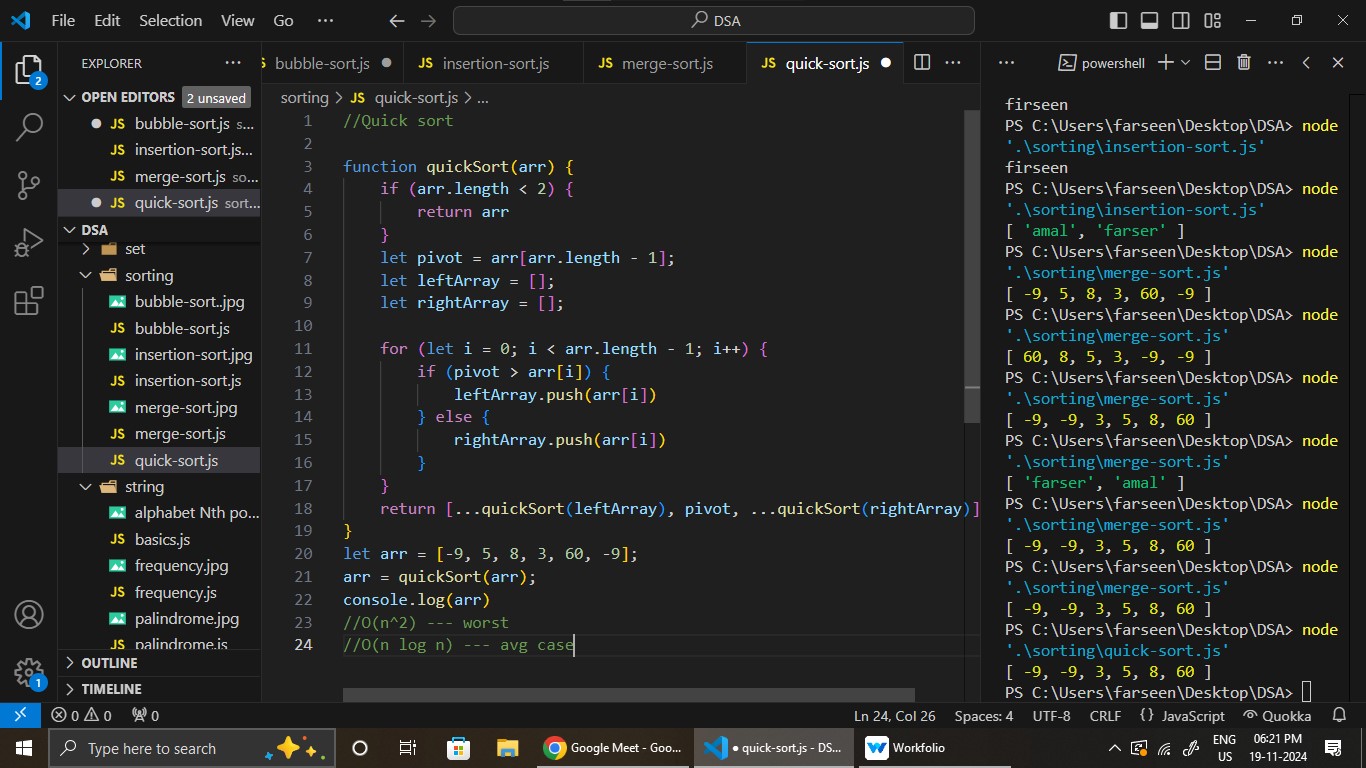 File Edit Selection View Go ··· DSA
EXPLORER ···
OPEN EDITORS 2 unsaved
bubble-sort.js s...
insertion-sort.js...
merge-sort.js so...
quick-sort.js sort...
DSA
set
sorting
bubble-sort..jpg
bubble-sort.js
insertion-sort.jpg
insertion-sort.js
merge-sort.jpg
merge-sort.js
quick-sort.js
string
alphabet Nth po...
basics.js
frequency.jpg
frequency.js
palindrome.jpg
palindrome.js
OUTLINE
TIMELINE
2
1
bubble-sort.js JS insertion-sort.js JS merge-sort.js JS quick-sort.js ···
sorting > JS quick-sort.js > ...
1 //Quick sort
2
3 function quickSort(arr) {
4 if (arr.length < 2) {
5 return arr
6 }
7 let pivot = arr[arr.length - 1];
8 let leftArray = [];
9 let rightArray = [];
10
11 for (let i = 0; i < arr.length - 1; i++) {
12 if (pivot > arr[i]) {
13 leftArray.push(arr[i])
14 } else {
15 rightArray.push(arr[i])
16 }
17 }
18 return [...quickSort(leftArray), pivot, ...quickSort(rightArray)]
19 }
20 let arr = [-9, 5, 8, 3, 60, -9];
21 arr = quickSort(arr);
22 console.log(arr)
23 //O(n^2) --- worst
24 //O(n log n) --- avg case
··· powershell ···
firseen
PS C:\Users\farseen\Desktop\DSA> node
'.\sorting\insertion-sort.js'
firseen
PS C:\Users\farseen\Desktop\DSA> node
'.\sorting\insertion-sort.js'
[ 'amal', 'farser' ]
PS C:\Users\farseen\Desktop\DSA> node
'.\sorting\merge-sort.js'
[ -9, 5, 8, 3, 60, -9 ]
PS C:\Users\farseen\Desktop\DSA> node
'.\sorting\merge-sort.js'
[ 60, 8, 5, 3, -9, -9 ]
PS C:\Users\farseen\Desktop\DSA> node
'.\sorting\merge-sort.js'
[ -9, -9, 3, 5, 8, 60 ]
PS C:\Users\farseen\Desktop\DSA> node
'.\sorting\merge-sort.js'
[ 'farser', 'amal' ]
PS C:\Users\farseen\Desktop\DSA> node
'.\sorting\merge-sort.js'
[ -9, -9, 3, 5, 8, 60 ]
PS C:\Users\farseen\Desktop\DSA> node
'.\sorting\merge-sort.js'
[ -9, -9, 3, 5, 8, 60 ]
PS C:\Users\farseen\Desktop\DSA> node
'.\sorting\quick-sort.js'
[ -9, -9, 3, 5, 8, 60 ]
PS C:\Users\farseen\Desktop\DSA>
0 0 0 Ln 24, Col 26 Spaces: 4 UTF-8 CRLF {} JavaScript Quokka
Type here to search Google Meet - Goo... ● quick-sort.js - DS... Workfolio ENG 06:21 PM
US 19-11-2024